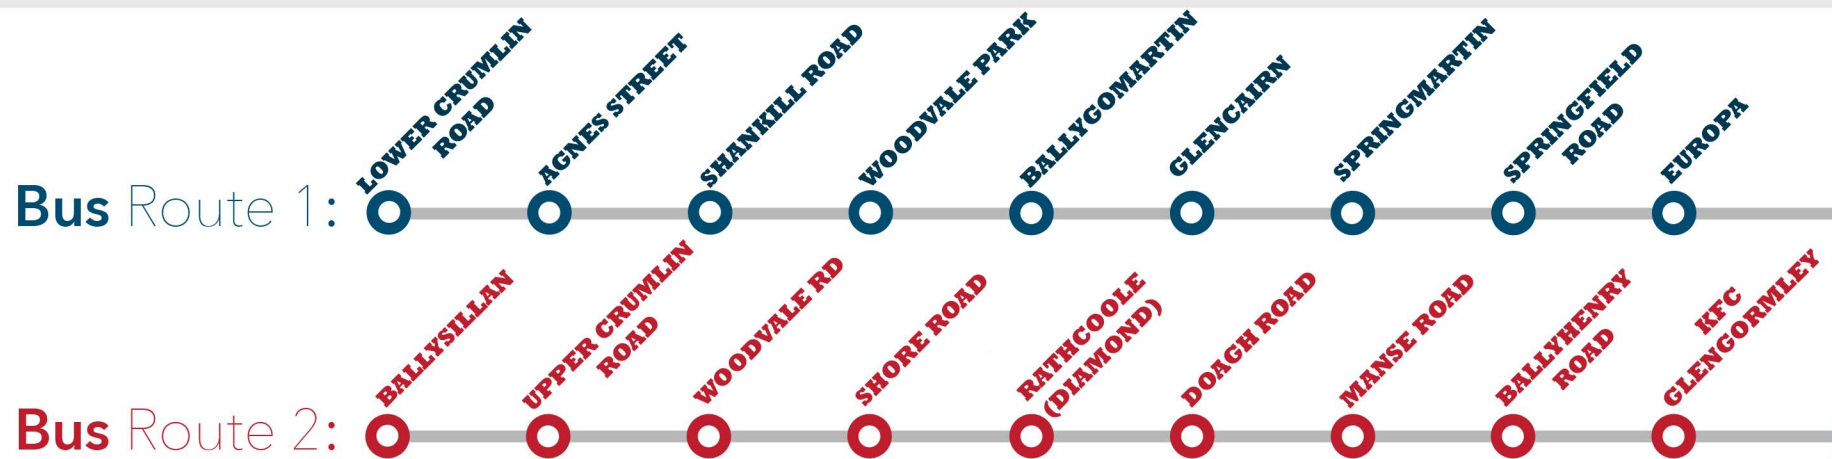 Bus Route 1:
LOWER CRUMLIN
ROAD
AGNES STREET
SHANKILL ROAD
WOODVALE PARK
BALLYGOMARTIN
GLENCAIRN
SPRINGMARTIN
SPRINGFIELD
ROAD
EUROPA
Bus Route 2:
BALLYSILLAN
UPPER CRUMLIN
ROAD
WOODVALE RD
SHORE ROAD
RATHCOOLE
(DIAMOND)
DOAGH ROAD
MANSE ROAD
BALLYHENRY
ROAD
KFC
GLENGORMLEY